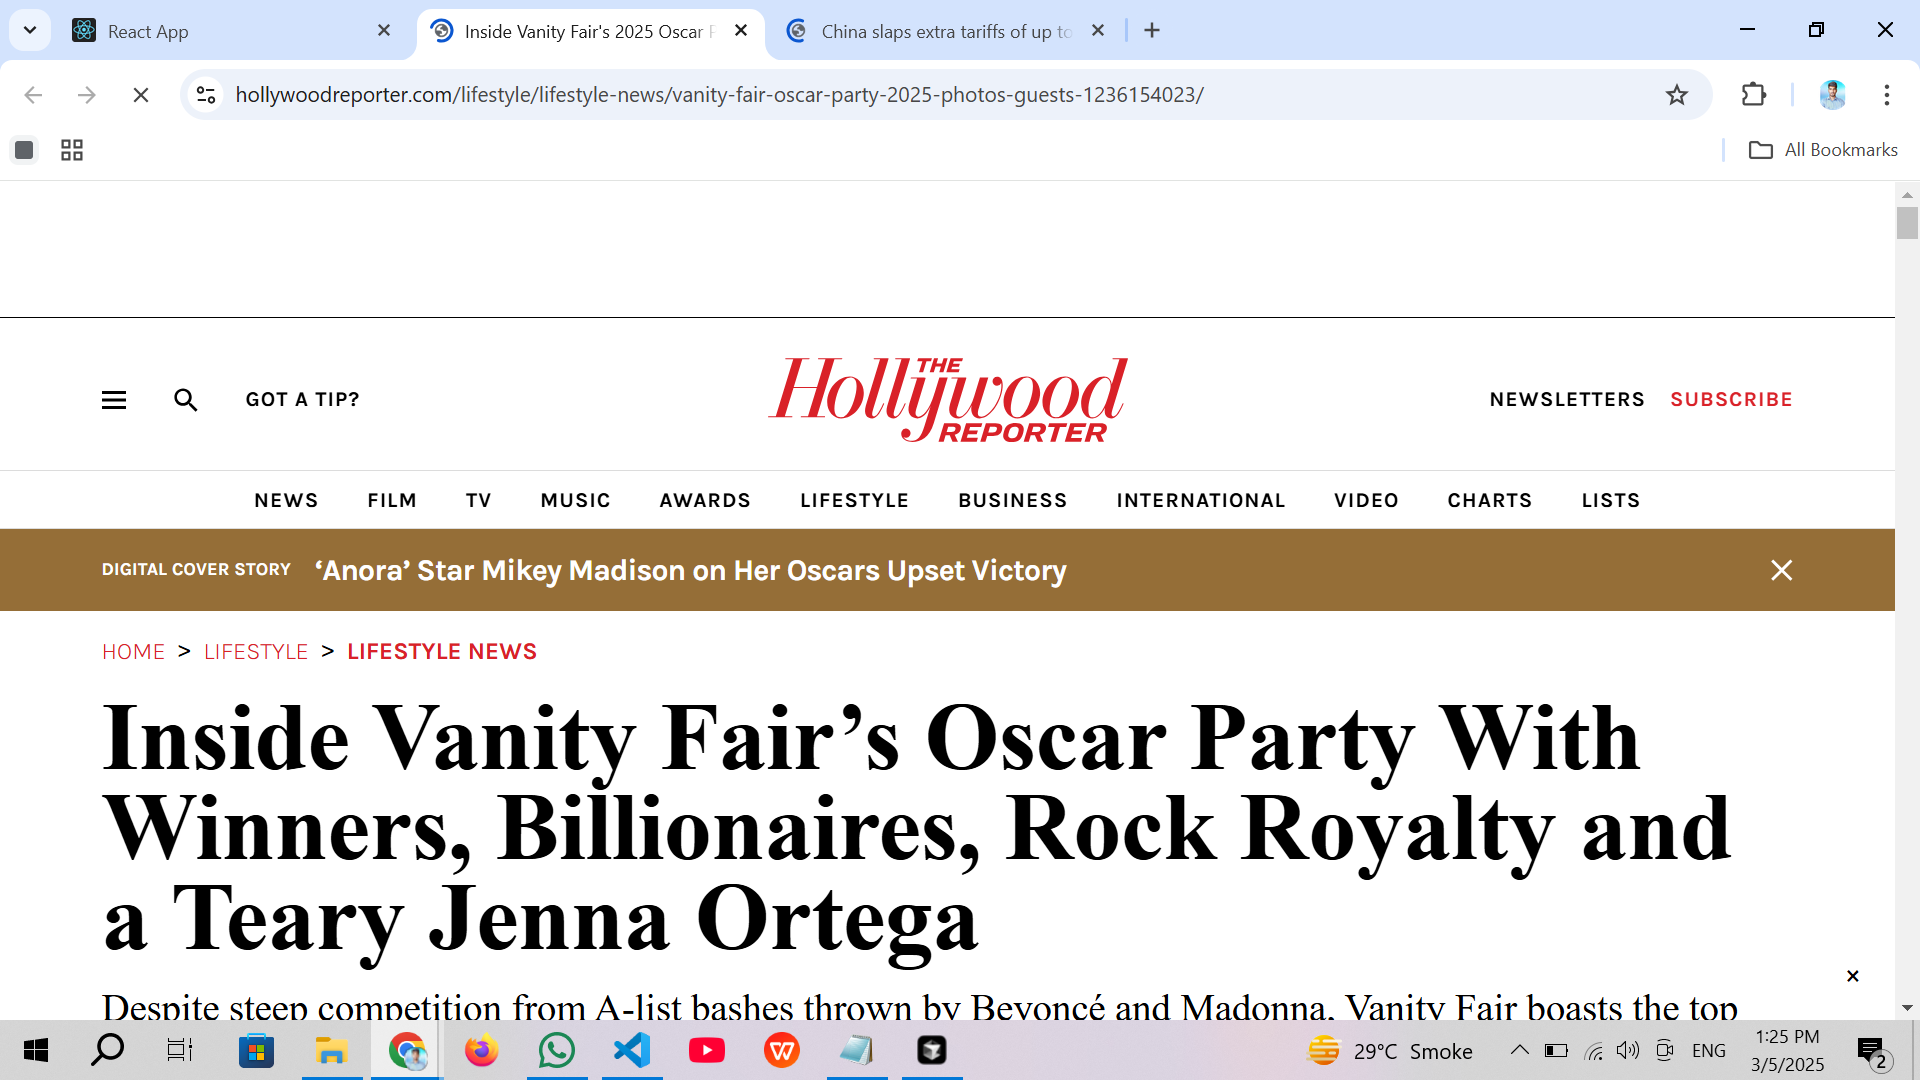 React App
Inside Vanity Fair's 2025 Oscar P
China slaps extra tariffs of up to
hollywoodreporter.com/lifestyle/lifestyle-news/vanity-fair-oscar-party-2025-photos-guests-1236154023/
All Bookmarks
GOT A TIP?
THE
Hollywood
REPORTER
NEWSLETTERS SUBSCRIBE
NEWS FILM TV MUSIC AWARDS LIFESTYLE BUSINESS INTERNATIONAL VIDEO CHARTS LISTS
DIGITAL COVER STORY ‘Anora’ Star Mikey Madison on Her Oscars Upset Victory
HOME > LIFESTYLE > LIFESTYLE NEWS
Inside Vanity Fair’s Oscar Party With
Winners, Billionaires, Rock Royalty and
a Teary Jenna Ortega
Despite steep competition from A-list bashes thrown by Beyoncé and Madonna, Vanity Fair boasts the top
29°C Smoke
ENG
1:25 PM
3/5/2025
2